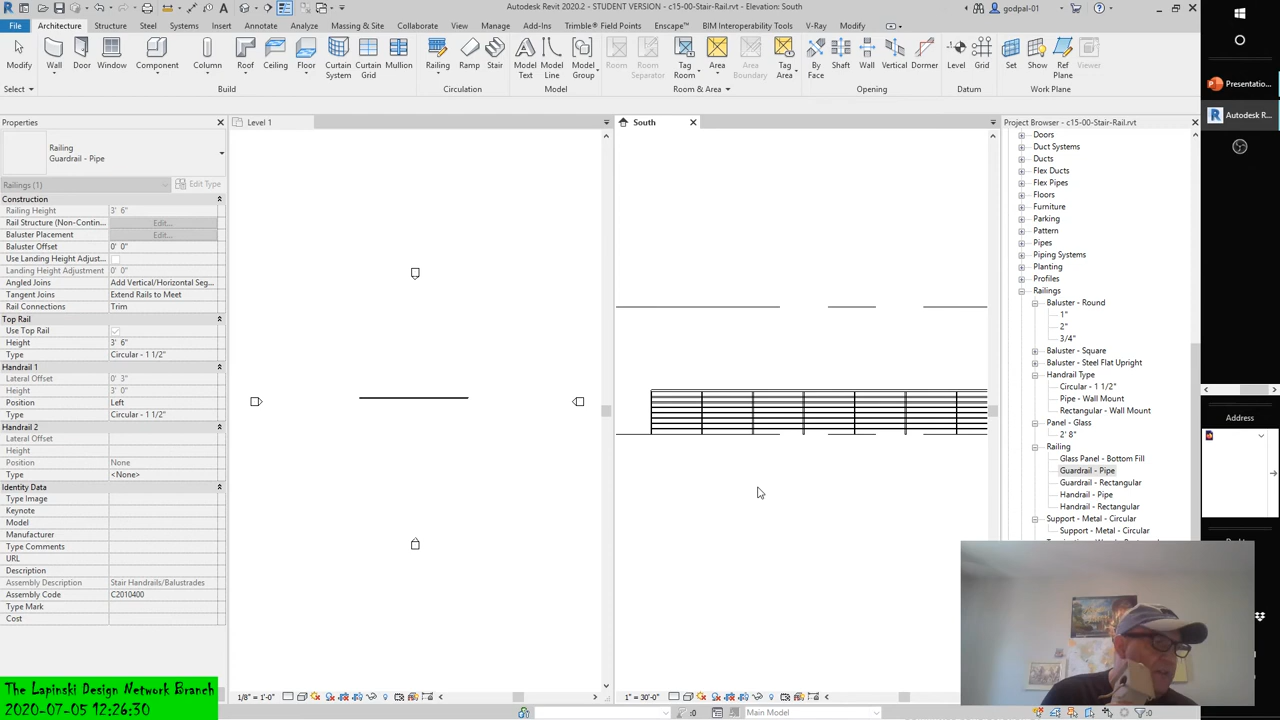 Autodesk Revit 2020.2 - STUDENT VERSION - c15-00-Stair-Rail.rvt - Elevation: South
godpal-01
File Architecture Structure Steel Systems Insert Annotate Analyze Massing & Site Collaborate View Manage Add-Ins Trimble® Field Points Enscape™ BIM Interoperability Tools V-Ray Modify
Modify Wall Door Window Component Column Roof Ceiling Floor Curtain System Curtain Grid Mullion Railing Ramp Stair Model Text Model Line Model Group Room Room Separator Tag Room Area Area Boundary Tag Area By Face Shaft Wall Vertical Dormer Level Grid Set Show Ref Plane Viewer
Select Build Circulation Model Room & Area Opening Datum Work Plane
Presentatio...
Autodesk R...
Properties
Railing
Guardrail - Pipe
Railings (1) Edit Type
Construction
Railing Height 3' 6"
Rail Structure (Non-Contin... Edit...
Baluster Placement Edit...
Baluster Offset 0' 0"
Use Landing Height Adjust...
Landing Height Adjustment 0' 0"
Angled Joins Add Vertical/Horizontal Seg...
Tangent Joins Extend Rails to Meet
Rail Connections Trim
Top Rail
Use Top Rail
Height 3' 6"
Type Circular - 1 1/2"
Handrail 1
Lateral Offset 0' 3"
Height 3' 0"
Position Left
Type Circular - 1 1/2"
Handrail 2
Lateral Offset
Height
Position None
Type <None>
Identity Data
Type Image
Keynote
Model
Manufacturer
Type Comments
URL
Description
Assembly Description Stair Handrails/Balustrades
Assembly Code C2010400
Type Mark
Cost
Level 1
South
1/8" = 1'-0"
1" = 30'-0"
:0
Main Model
:0
Project Browser - c15-00-Stair-Rail.rvt
Doors
Duct Systems
Ducts
Flex Ducts
Flex Pipes
Floors
Furniture
Parking
Pattern
Pipes
Piping Systems
Planting
Profiles
Railings
Baluster - Round
1"
2"
3/4"
Baluster - Square
Baluster - Steel Flat Upright
Handrail Type
Circular - 1 1/2"
Pipe - Wall Mount
Rectangular - Wall Mount
Panel - Glass
2' 8"
Railing
Glass Panel - Bottom Fill
Guardrail - Pipe
Guardrail - Rectangular
Handrail - Pipe
Handrail - Rectangular
Support - Metal - Circular
Support - Metal - Circular
Address
The Lapinski Design Network Branch
2020-07-05 12:26:30